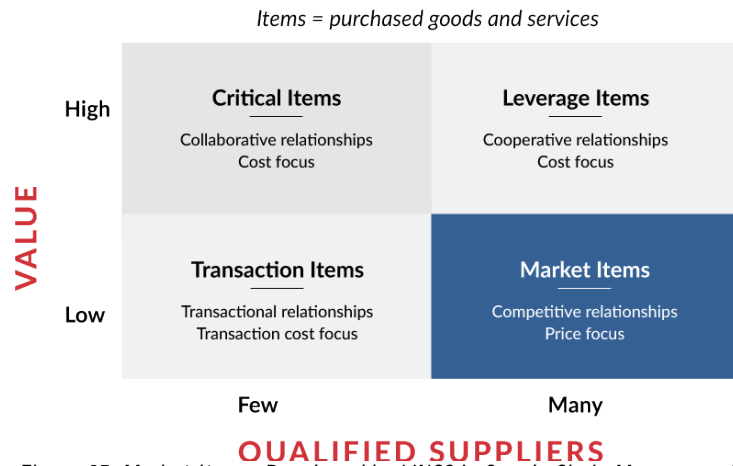 Items = purchased goods and services
High
Critical Items
Collaborative relationships
Cost focus
Leverage Items
Cooperative relationships
Cost focus
VALUE
Low
Transaction Items
Transactional relationships
Transaction cost focus
Market Items
Competitive relationships
Price focus
Few
Many
QUALIFIED SUPPLIERS